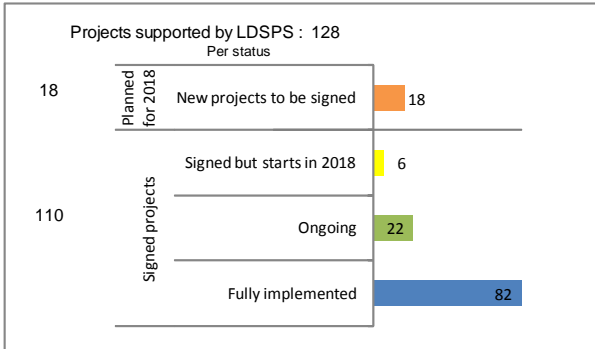 Projects supported by LDSPS : 128
Per status
18
Planned
for 2018
New projects to be signed
18
110
Signed projects
Signed but starts in 2018
6
Ongoing
22
Fully implemented
82